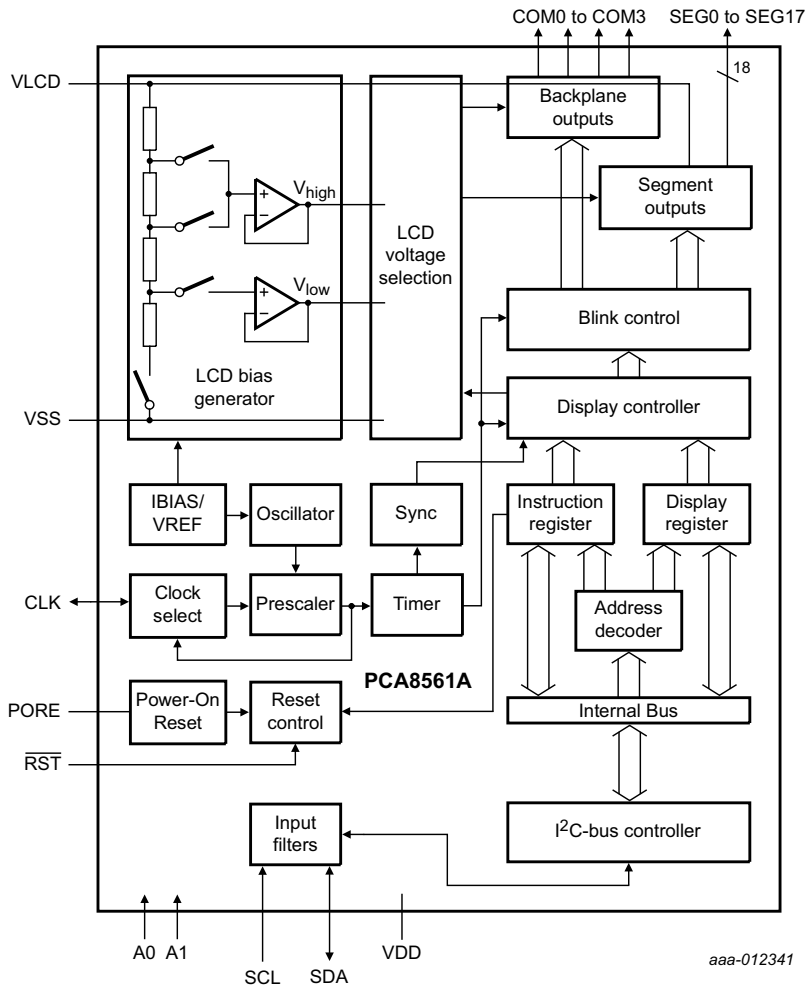 COM0 to COM3
SEG0 to SEG17
18
VLCD
Backplane
outputs
Vhigh
Segment
outputs
LCD
voltage
selection
Vlow
Blink control
LCD bias
generator
Display controller
VSS
IBIAS/
VREF
Oscillator
Sync
Instruction
register
Display
register
CLK
Clock
select
Prescaler
Timer
Address
decoder
PCA8561A
PORE
Power-On
Reset
Reset
control
Internal Bus
RST
Input
filters
I2C-bus controller
A0
A1
SCL
SDA
VDD
aaa-012341